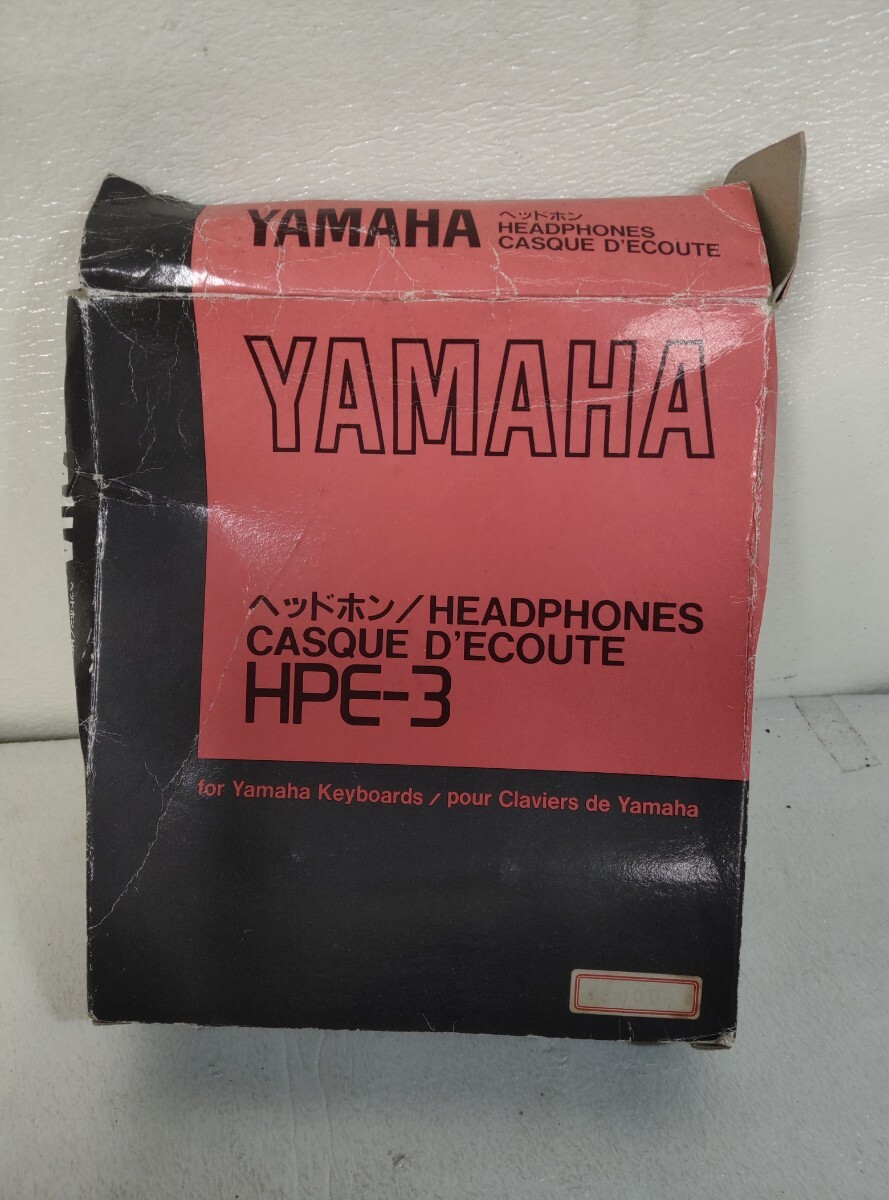 YAMAHA
ヘッドホン
HEADPHONES
CASQUE D'ECOUTE
YAMAHA
ヘッドホン/HEADPHONES
CASQUE D'ECOUTE
HPE-3
for Yamaha Keyboards / pour Claviers de Yamaha